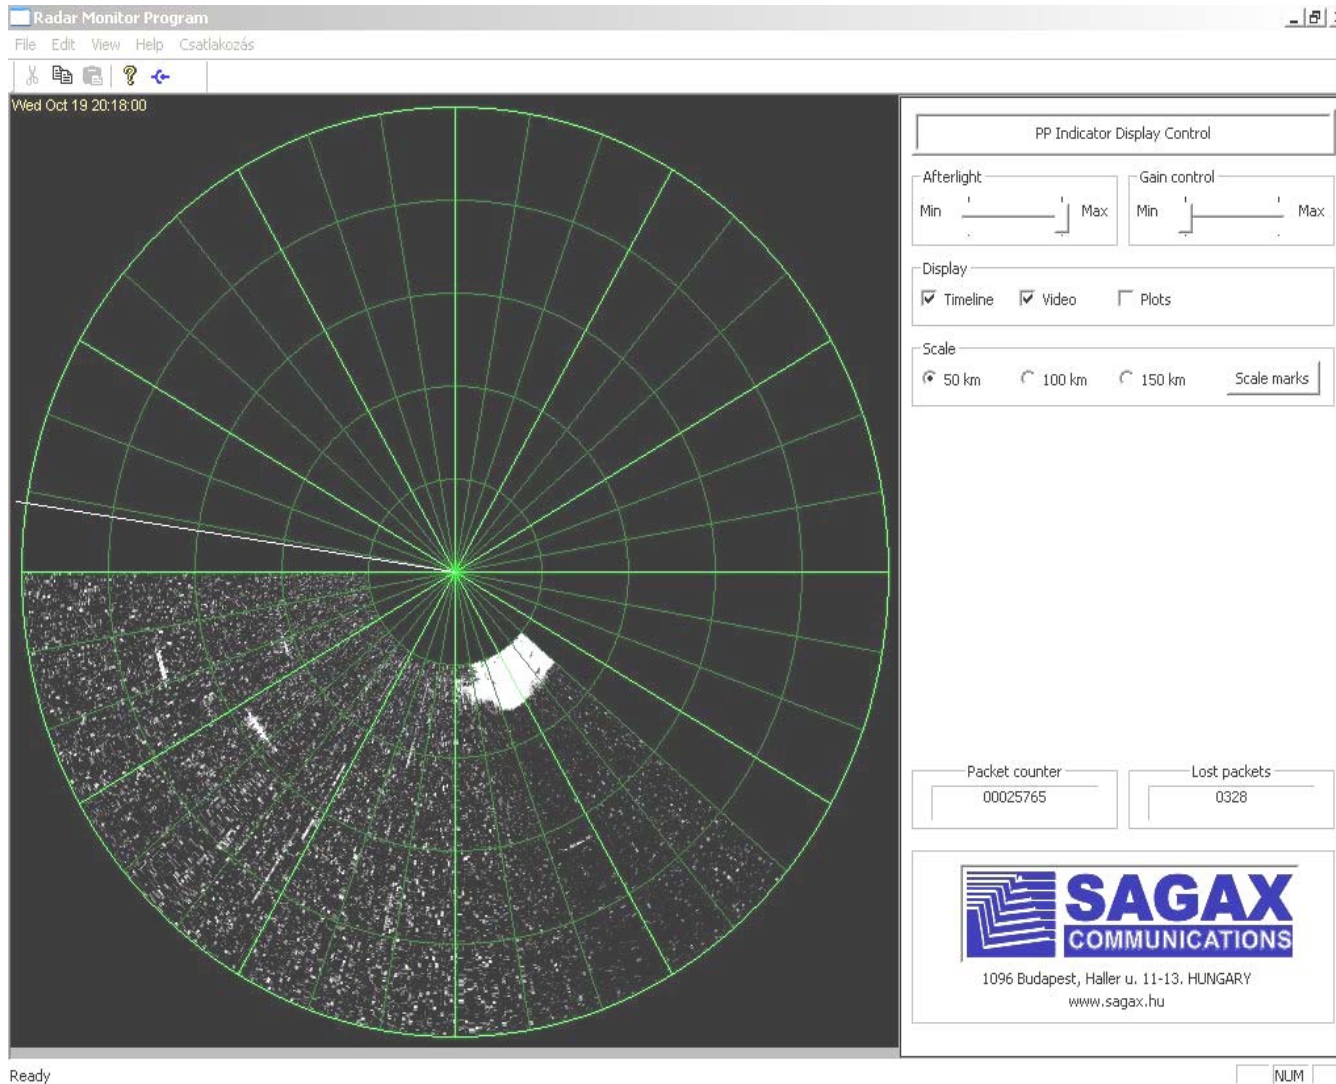 Radar Monitor Program
File Edit View Help Csatlakozás
Wed Oct 19 20:18:00
PP Indicator Display Control
Afterlight
Min Max
Gain control
Min Max
Display
Timeline Video Plots
Scale
50 km 100 km 150 km Scale marks
Packet counter
00025765
Lost packets
0328
SAGAX
COMMUNICATIONS
1096 Budapest, Haller u. 11-13. HUNGARY
www.sagax.hu
Ready NUM